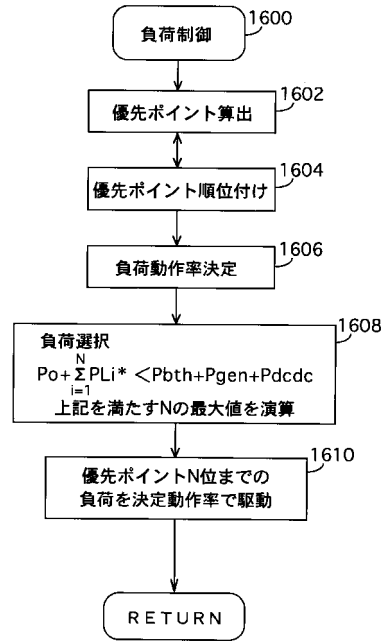 負荷制御
1600
1602
優先ポイント算出
1604
優先ポイント順位付け
1606
負荷動作率決定
1608
負荷選択
N
Po+ΣPLi* <Pbth+Pgen+Pdcdc
i=1
上記を満たすNの最大値を演算
1610
優先ポイントN位までの
負荷を決定動作率で駆動
RETURN